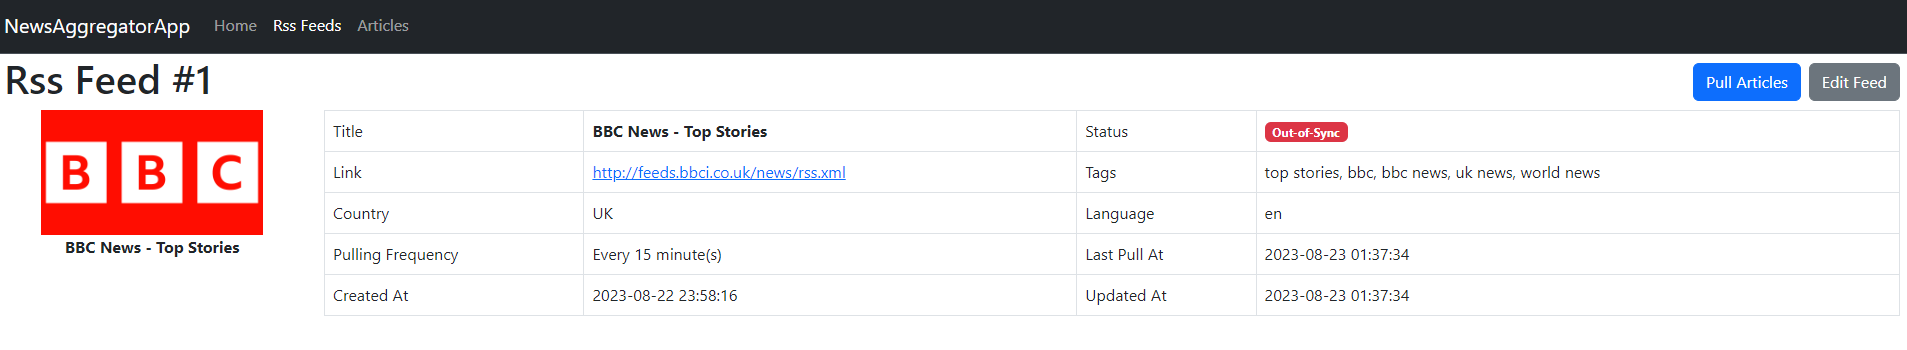 NewsAggregatorApp Home Rss Feeds Articles
Rss Feed #1
Pull Articles Edit Feed
BBC
BBC News - Top Stories
Title BBC News - Top Stories Status Out-of-Sync
Link http://feeds.bbci.co.uk/news/rss.xml Tags top stories, bbc, bbc news, uk news, world news
Country UK Language en
Pulling Frequency Every 15 minute(s) Last Pull At 2023-08-23 01:37:34
Created At 2023-08-22 23:58:16 Updated At 2023-08-23 01:37:34